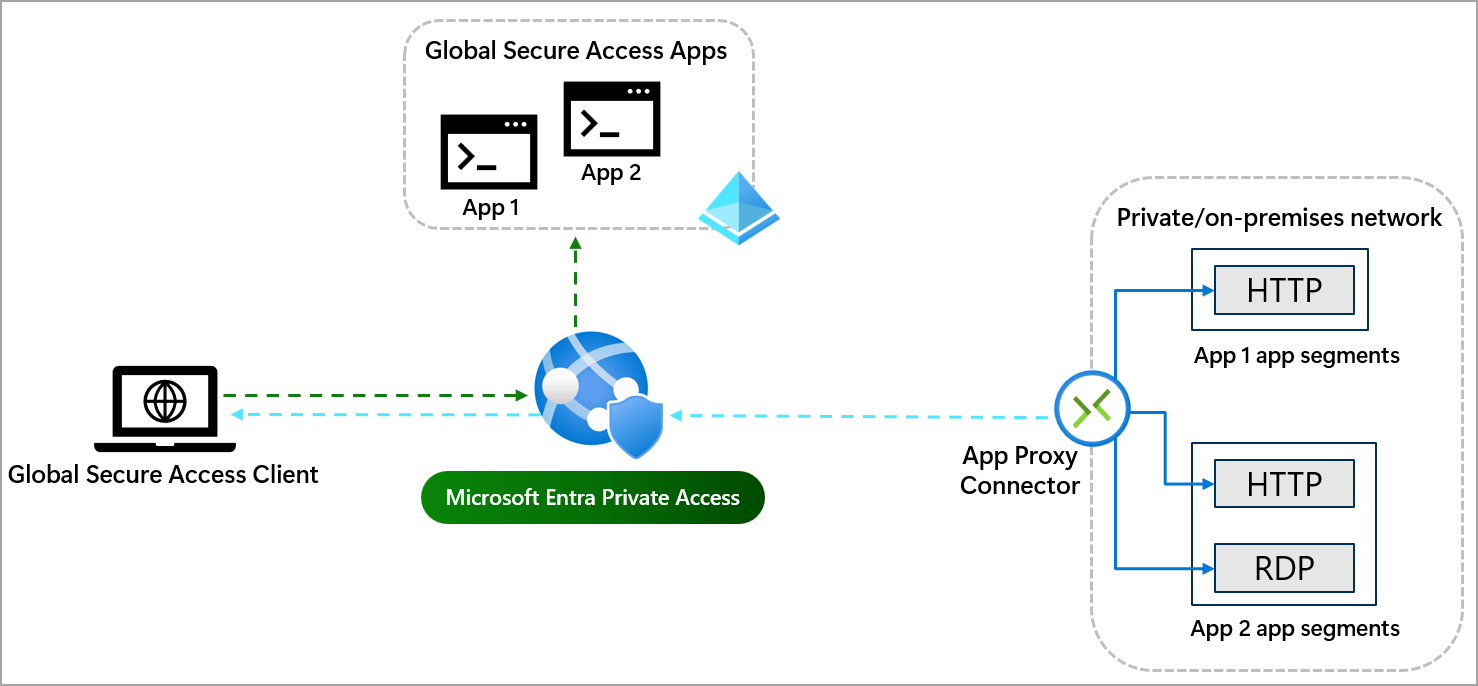 Global Secure Access Apps
App 1
App 2
Global Secure Access Client
Microsoft Entra Private Access
App Proxy
Connector
Private/on-premises network
HTTP
App 1 app segments
HTTP
RDP
App 2 app segments